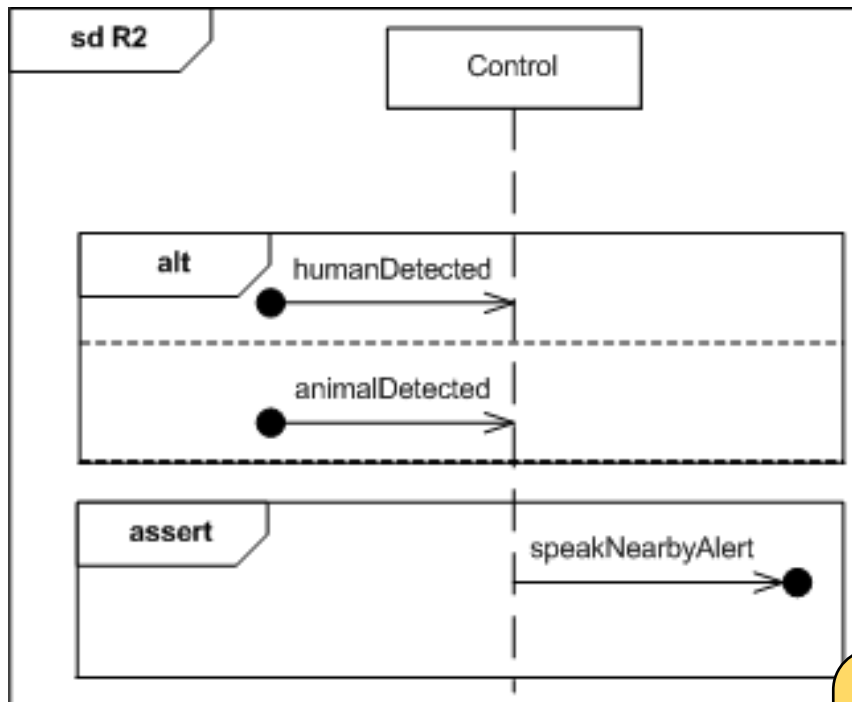 sd R2
Control
alt
humanDetected
animalDetected
assert
speakNearbyAlert